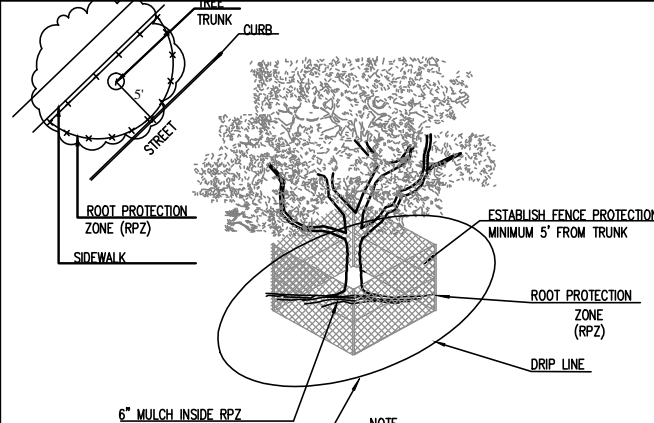 TREE
TRUNK
CURB
5'
STREET
ROOT PROTECTION
ZONE (RPZ)
SIDEWALK
ESTABLISH FENCE PROTECTION
MINIMUM 5' FROM TRUNK
ROOT PROTECTION
ZONE
(RPZ)
DRIP LINE
6" MULCH INSIDE RPZ
NOTE